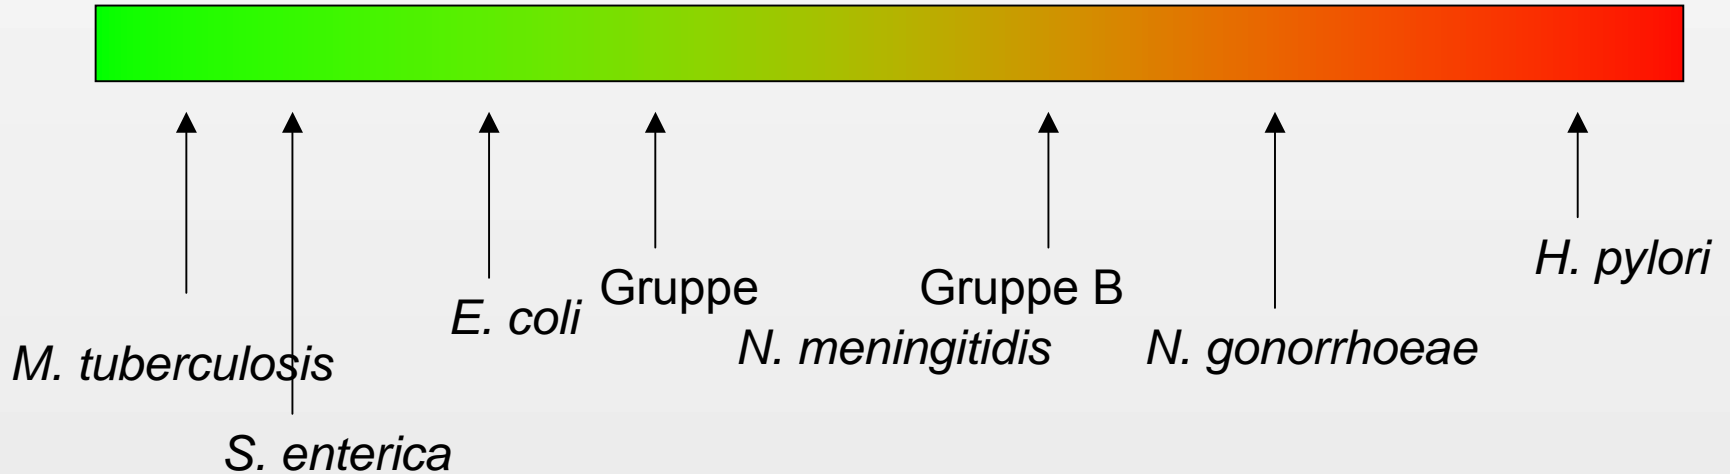 M. tuberculosis
S. enterica
E. coli
Gruppe
Gruppe B
N. meningitidis
N. gonorrhoeae
H. pylori